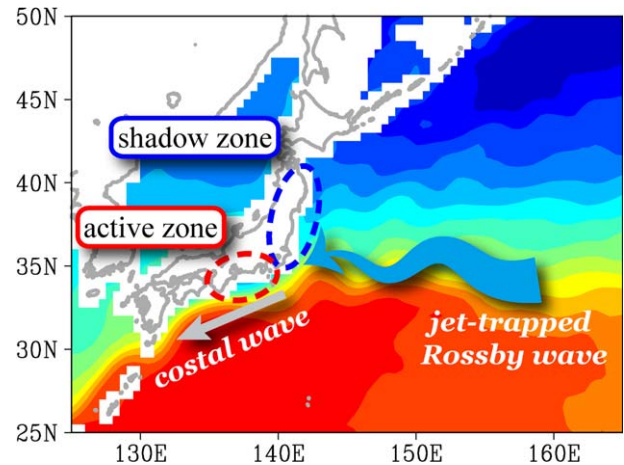 50N
45N
40N
35N
30N
25N
shadow zone
active zone
costal wave
jet-trapped
Rossby wave
130E
140E
150E
160E